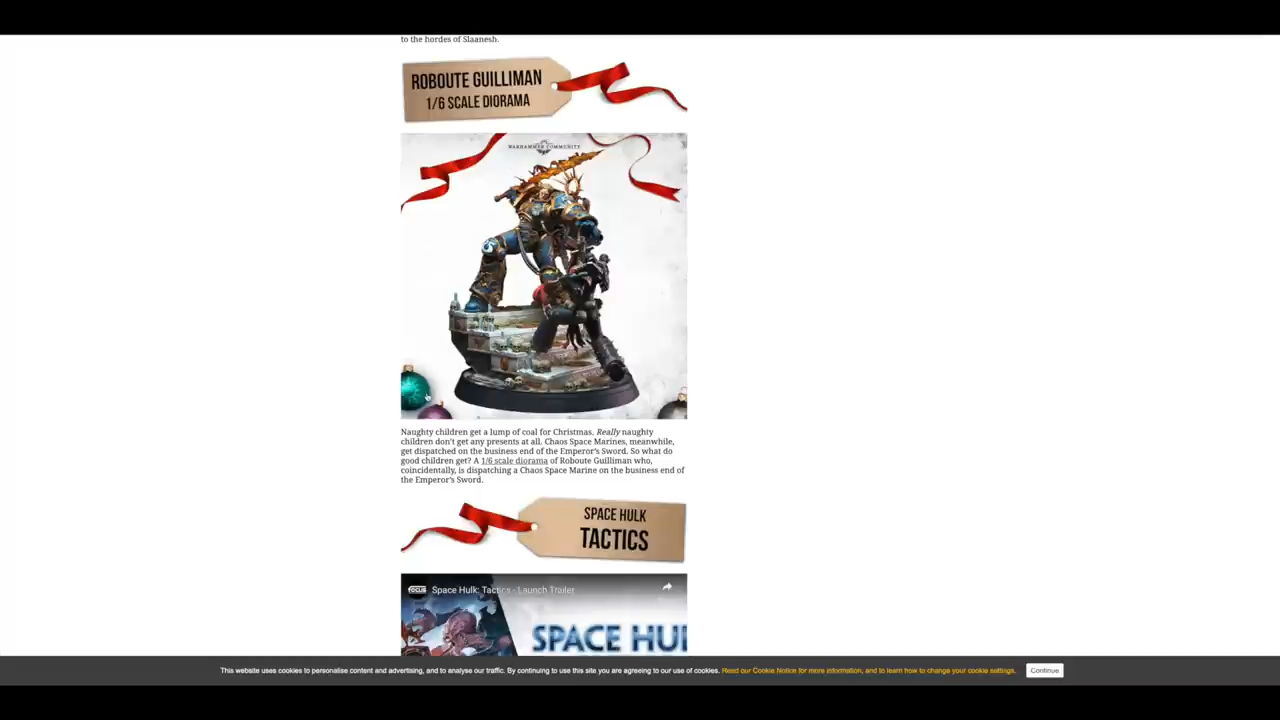 to the hordes of Slaanesh.
ROBOUTE GUILLIMAN
1/6 SCALE DIORAMA
WARHAMMER COMMUNITY
Naughty children get a lump of coal for Christmas. Really naughty
children don't get any presents at all. Chaos Space Marines, meanwhile,
get dispatched on the business end of the Emperor's Sword. So what do
good children get? A 1/6 scale diorama of Roboute Guilliman who,
coincidentally, is dispatching a Chaos Space Marine on the business end of
the Emperor's Sword.
SPACE HULK
TACTICS
FOCUS
Space Hulk: Tactics - Launch Trailer
SPACE HUL
This website uses cookies to personalise content and advertising, and to analyse our traffic. By continuing to use this site you are agreeing to our use of cookies. Read our Cookie Notice for more information, and to learn how to change your cookie settings. Continue